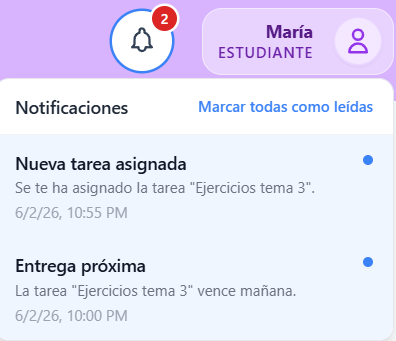 2
María
ESTUDIANTE
Notificaciones
Marcar todas como leídas
Nueva tarea asignada
Se te ha asignado la tarea "Ejercicios tema 3".
6/2/26, 10:55 PM
Entrega próxima
La tarea "Ejercicios tema 3" vence mañana.
6/2/26, 10:00 PM